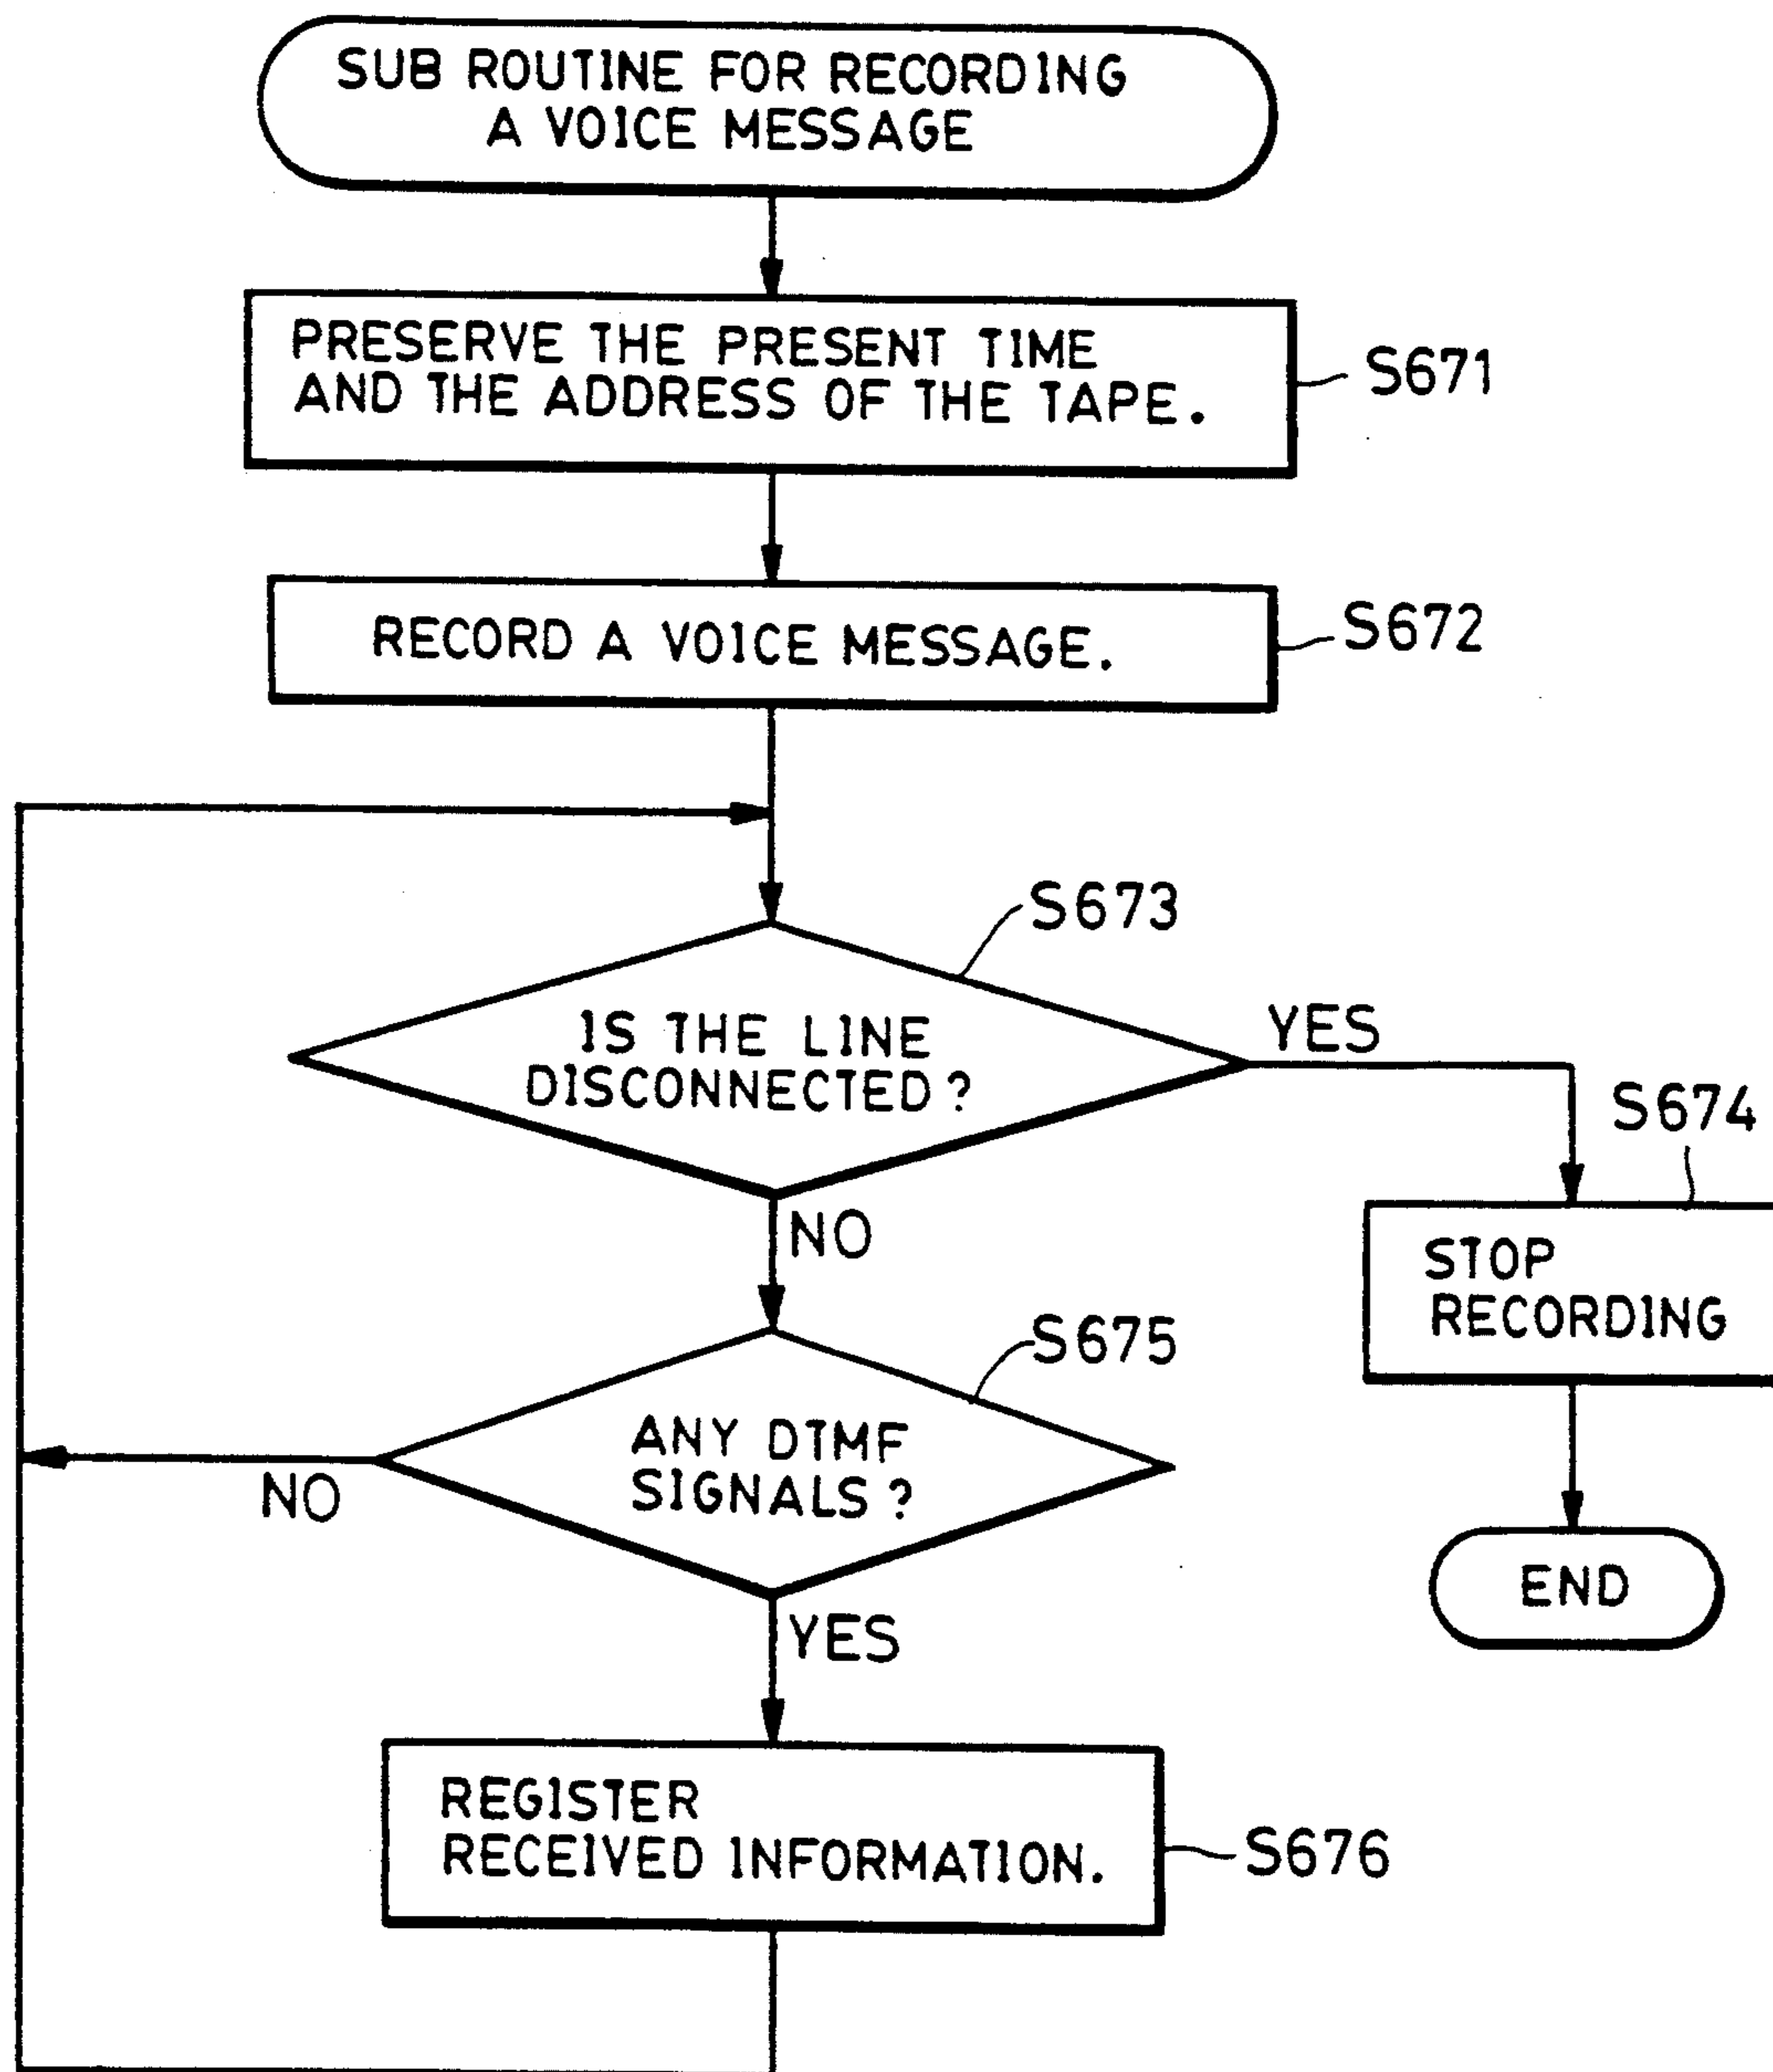 SUB ROUTINE FOR RECORDING
A VOICE MESSAGE
PRESERVE THE PRESENT TIME
AND THE ADDRESS OF THE TAPE.
S671
RECORD A VOICE MESSAGE.
S672
S673
IS THE LINE
DISCONNECTED?
YES
S674
NO
STOP
RECORDING
S675
ANY DTMF
SIGNALS?
NO
END
YES
REGISTER
RECEIVED INFORMATION.
S676